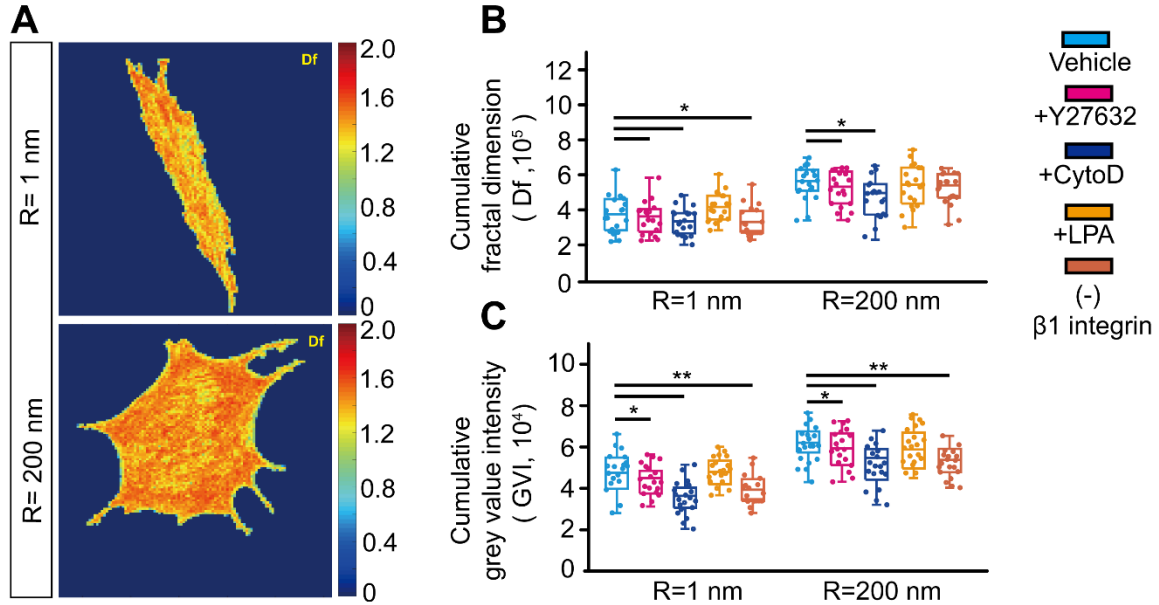 A
R= 1 nm
Df
2.0
1.6
1.2
0.8
0.4
0
R= 200 nm
Df
2.0
1.6
1.2
0.8
0.4
0
B
Cumulative
fractal dimension
( Df ,10⁵ )
12
10
8
6
4
2
0
*
*
R=1 nm
R=200 nm
C
Cumulative
grey value intensity
( GVI, 10⁴ )
10
8
6
4
2
0
**
*
**
*
R=1 nm
R=200 nm
Vehicle
+Y27632
+CytoD
+LPA
(-)
β1 integrin